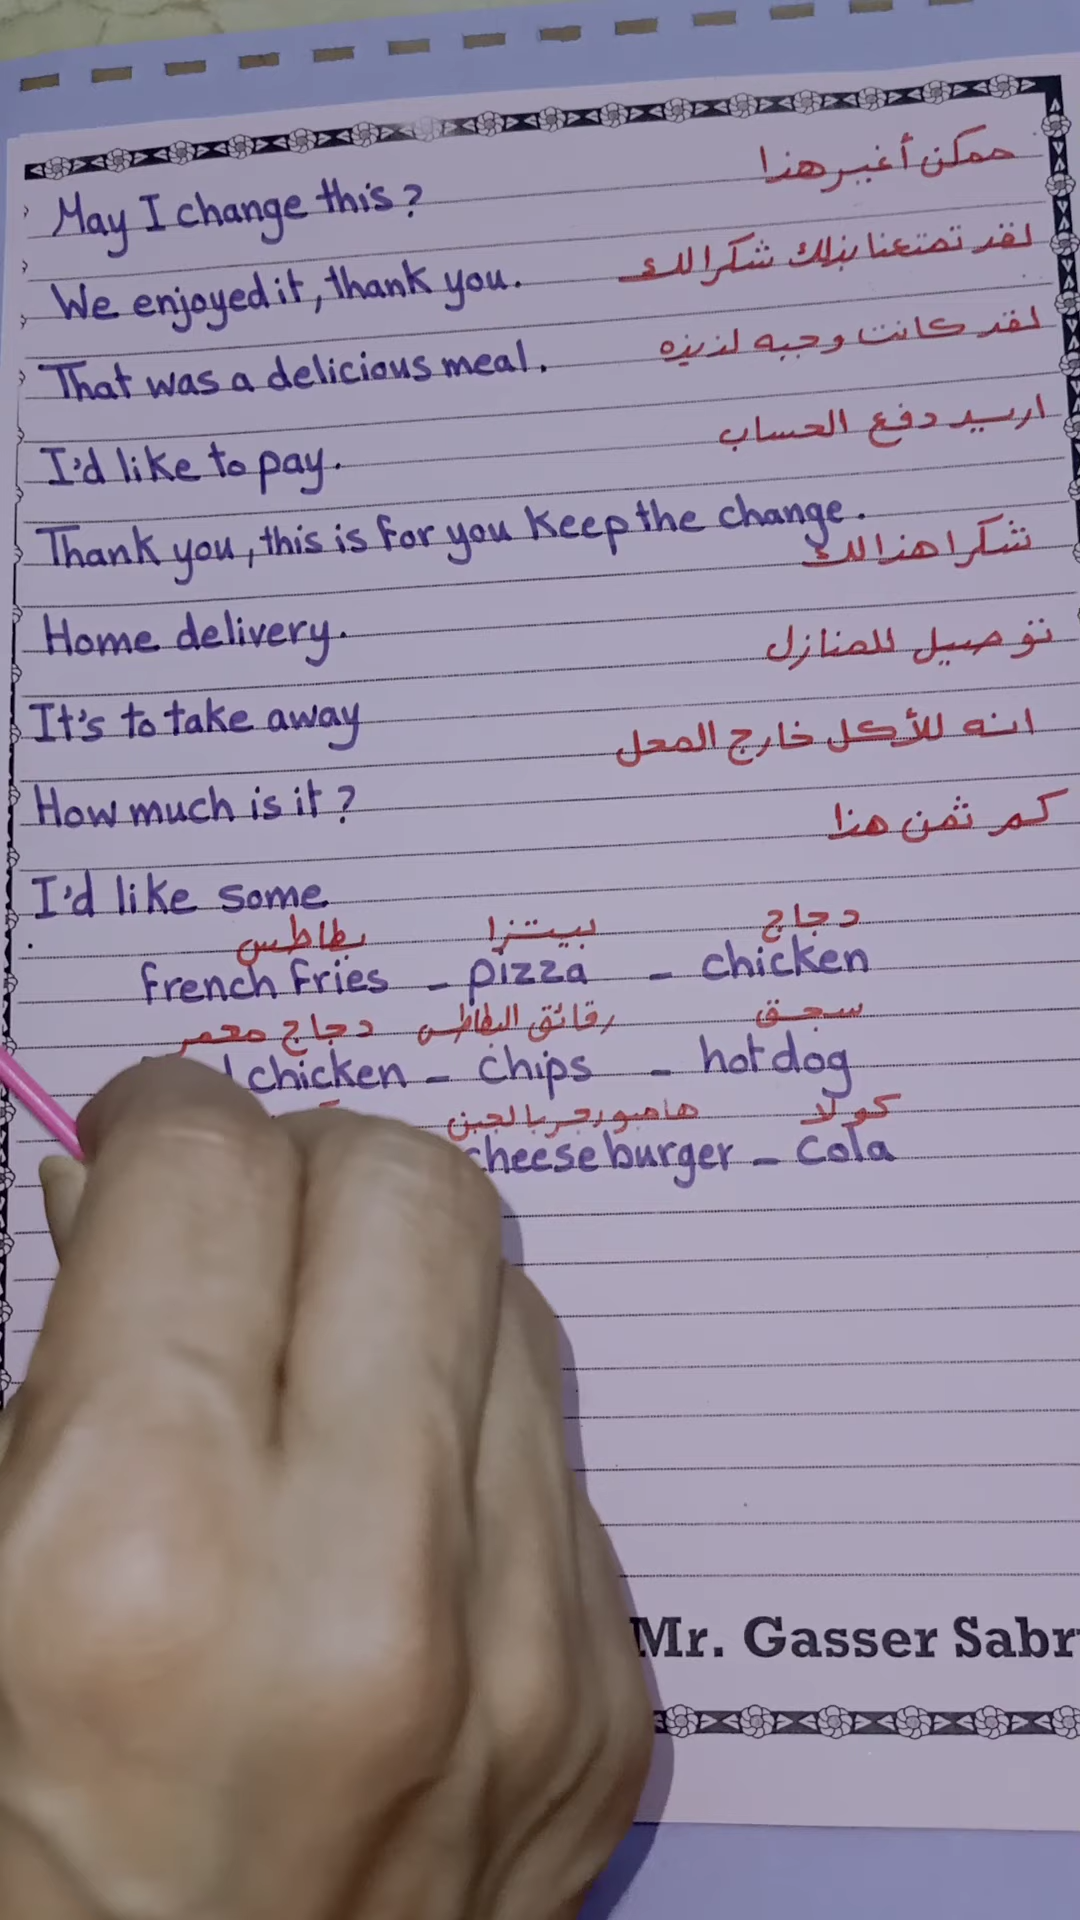 May I change this? ممكن أغير هذا
We enjoyed it, thank you. لقد تمتعنا بذلك شكرا لك
That was a delicious meal. لقد كانت وجبه لذيذه
I'd like to pay. اريد دفع الحساب
Thank you, this is for you keep the change.
شكرا هذا لك
Home delivery. توصيل للمنازل
It's to take away انه للأكل خارج المحل
How much is it? كم ثمن هذا
I'd like some
بطاطس بيتزا دجاج
french fries - pizza - chicken
دجاج محمر رقائق البطاطس سجق
chicken - chips - hot dog
هامبورجر بالجبن كولا
cheese burger - cola
Mr. Gasser Sabr